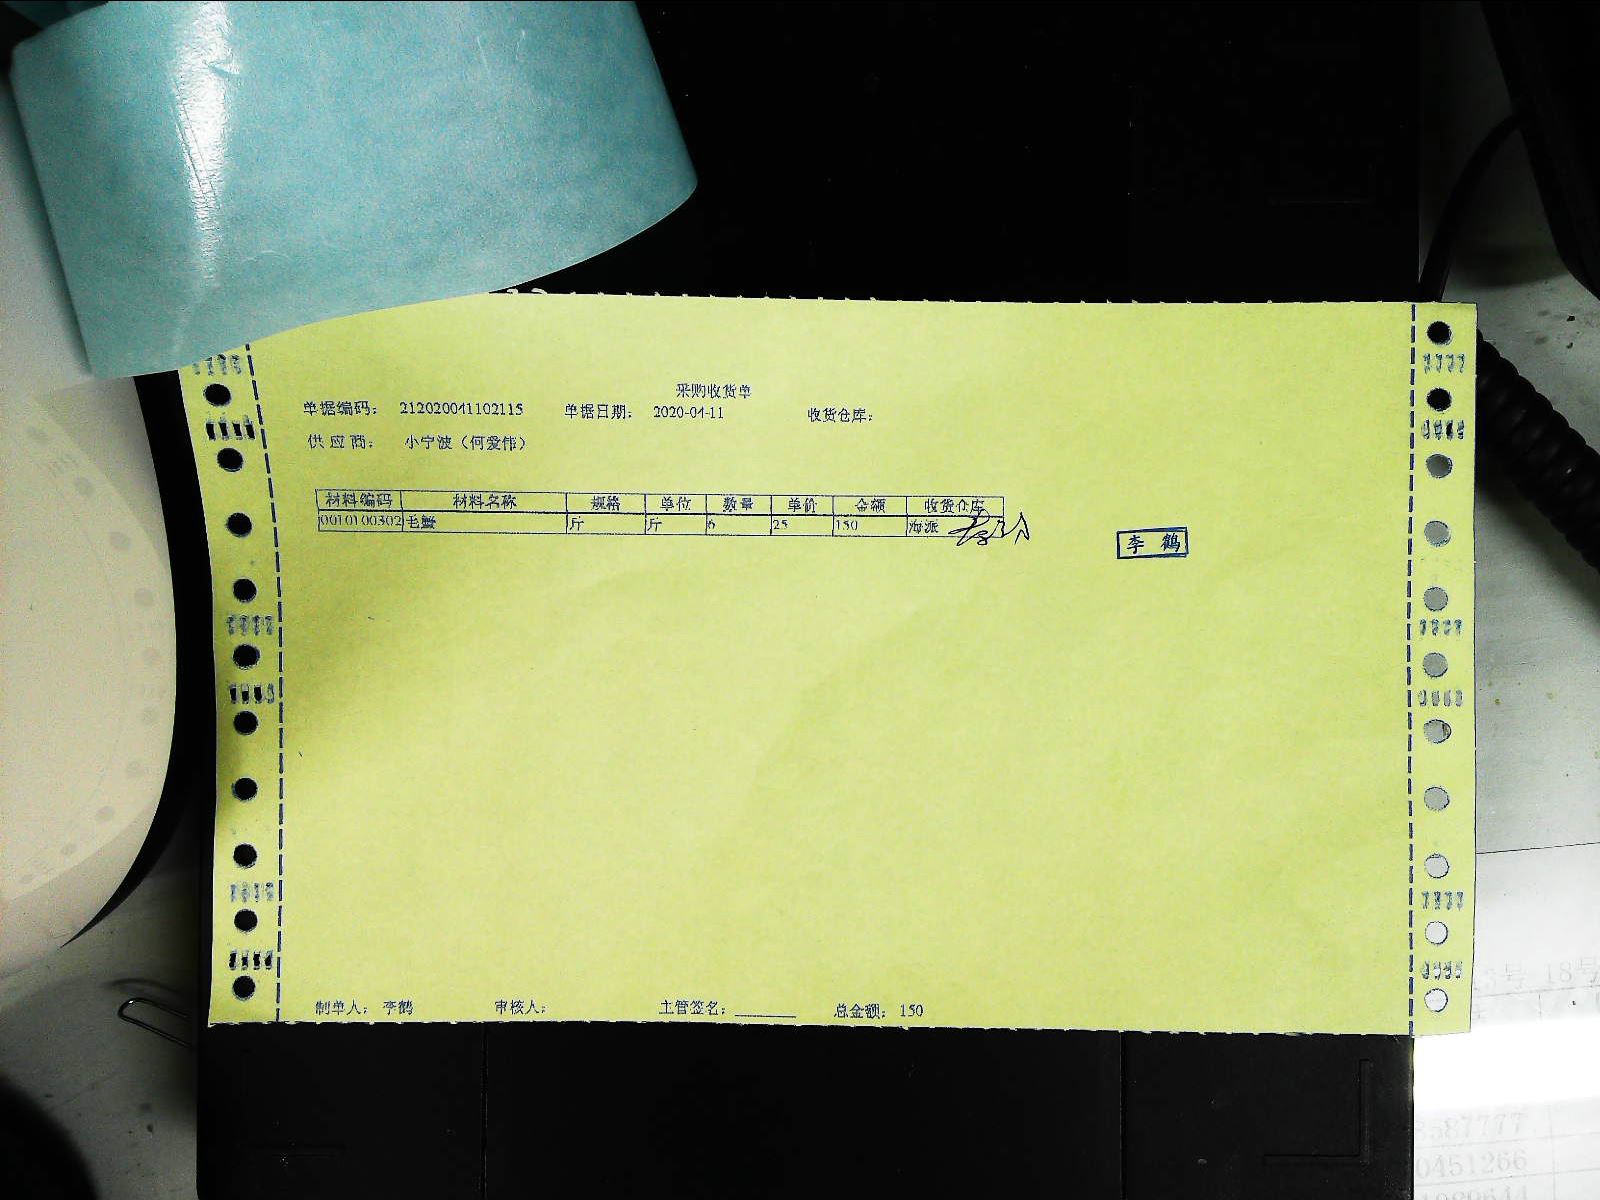 采购收货单
单据编码: 212020041102115 单据日期: 2020-04-11 收货仓库:
供应商: 小宁波（何爱伟）
材料编码 材料名称 规格 单位 数量 单价 金额 收货仓库
0010100302 毛蟹 斤 斤 6 25 150 海派
李 鹤
制单人: 李鹤 审核人: 主管签名: 总金额: 150
18号
0451266